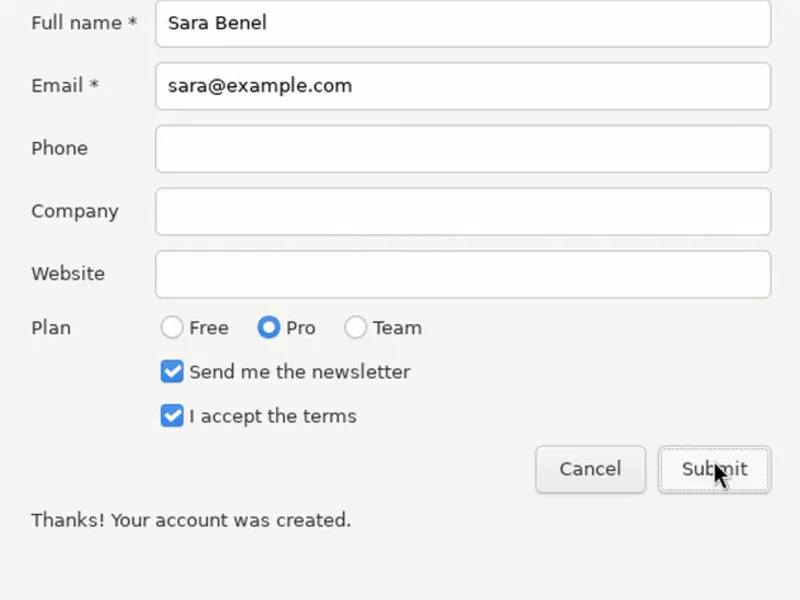 Full name * Sara Benel
Email * sara@example.com
Phone
Company
Website
Plan Free Pro Team
Send me the newsletter
I accept the terms
Cancel Submit
Thanks! Your account was created.